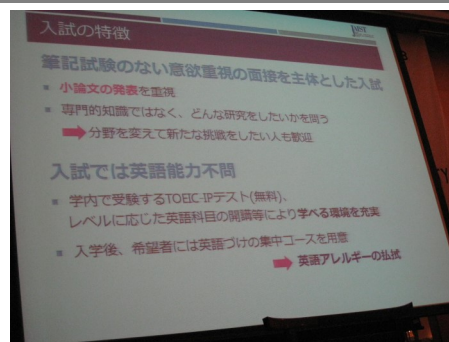 入試の特徴
筆記試験のない意欲重視の面接を主体とした入試
▪ 小論文の発表を重視
▪ 専門的知識ではなく、どんな研究をしたいかを問う
➡ 分野を変えて新たな挑戦をしたい人も歓迎
入試では英語能力不問
▪ 学内で受験するTOEIC-IPテスト(無料)、
レベルに応じた英語科目の開講等により学べる環境を充実
▪ 入学後、希望者には英語づけの集中コースを用意
➡ 英語アレルギーの払拭